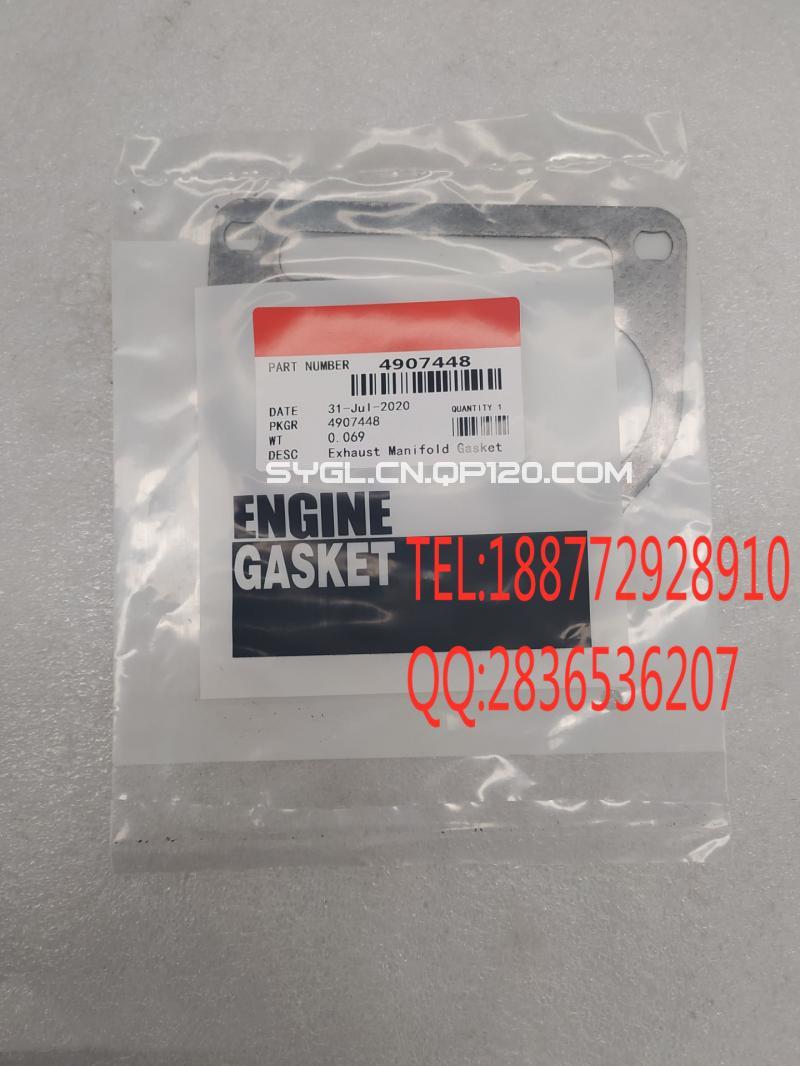 PART NUMBER 4907448
DATE 31-Jul-2020 QUANTITY 1
PKGR 4907448
WT 0.069
DESC Exhaust Manifold Gasket
SYGL.CN.QP120.COM
ENGINE
GASKET
TEL:188772928910
QQ:2836536207